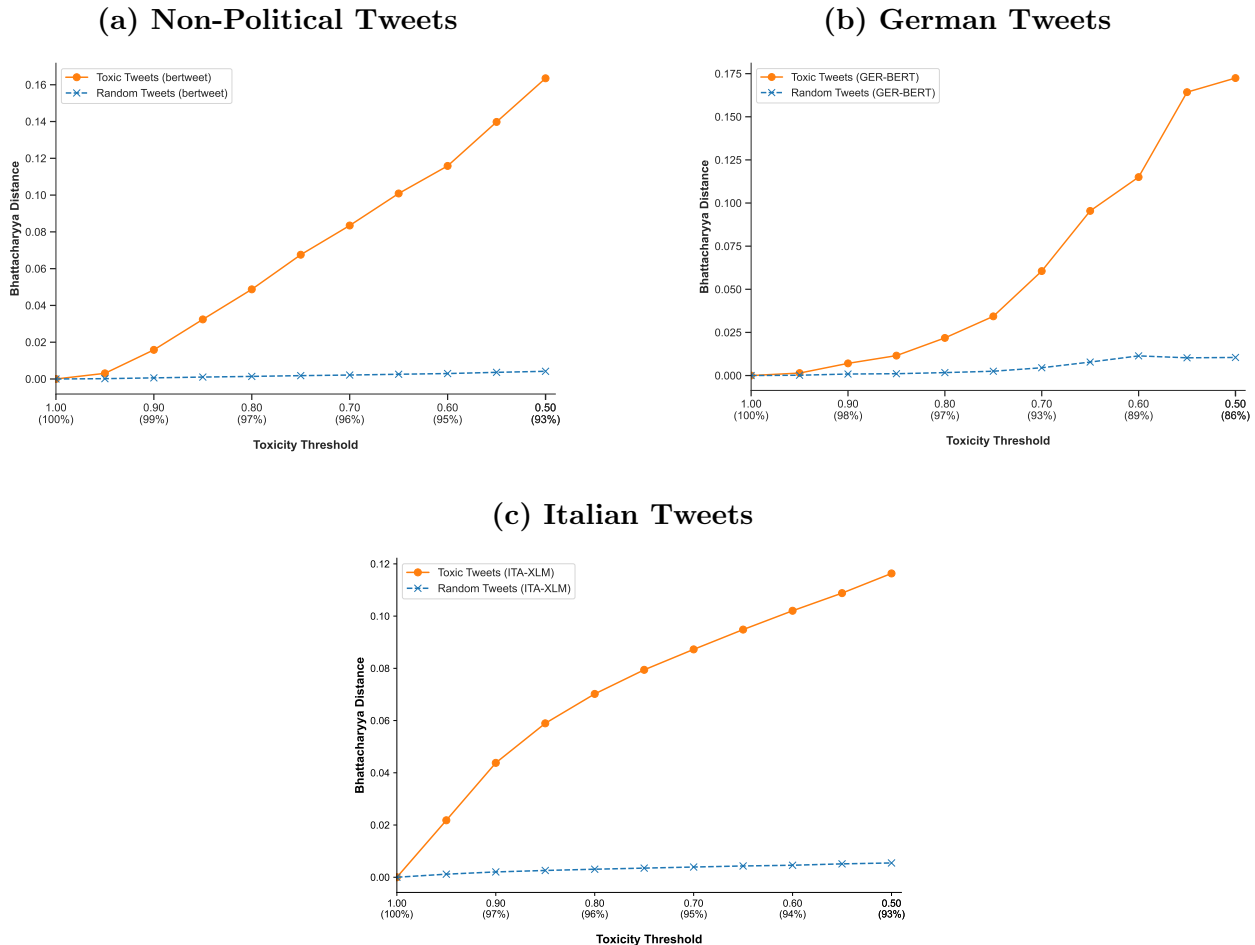 (a) Non-Political Tweets
Toxic Tweets (bertweet)
Random Tweets (bertweet)
Bhattacharyya Distance
0.16
0.14
0.12
0.10
0.08
0.06
0.04
0.02
0.00
1.00 0.90 0.80 0.70 0.60 0.50
(100%) (99%) (97%) (96%) (95%) (93%)
Toxicity Threshold
(b) German Tweets
Toxic Tweets (GER-BERT)
Random Tweets (GER-BERT)
Bhattacharyya Distance
0.175
0.150
0.125
0.100
0.075
0.050
0.025
0.000
1.00 0.90 0.80 0.70 0.60 0.50
(100%) (98%) (97%) (93%) (89%) (86%)
Toxicity Threshold
(c) Italian Tweets
Toxic Tweets (ITA-XLM)
Random Tweets (ITA-XLM)
Bhattacharyya Distance
0.12
0.10
0.08
0.06
0.04
0.02
0.00
1.00 0.90 0.80 0.70 0.60 0.50
(100%) (97%) (96%) (95%) (94%) (93%)
Toxicity Threshold